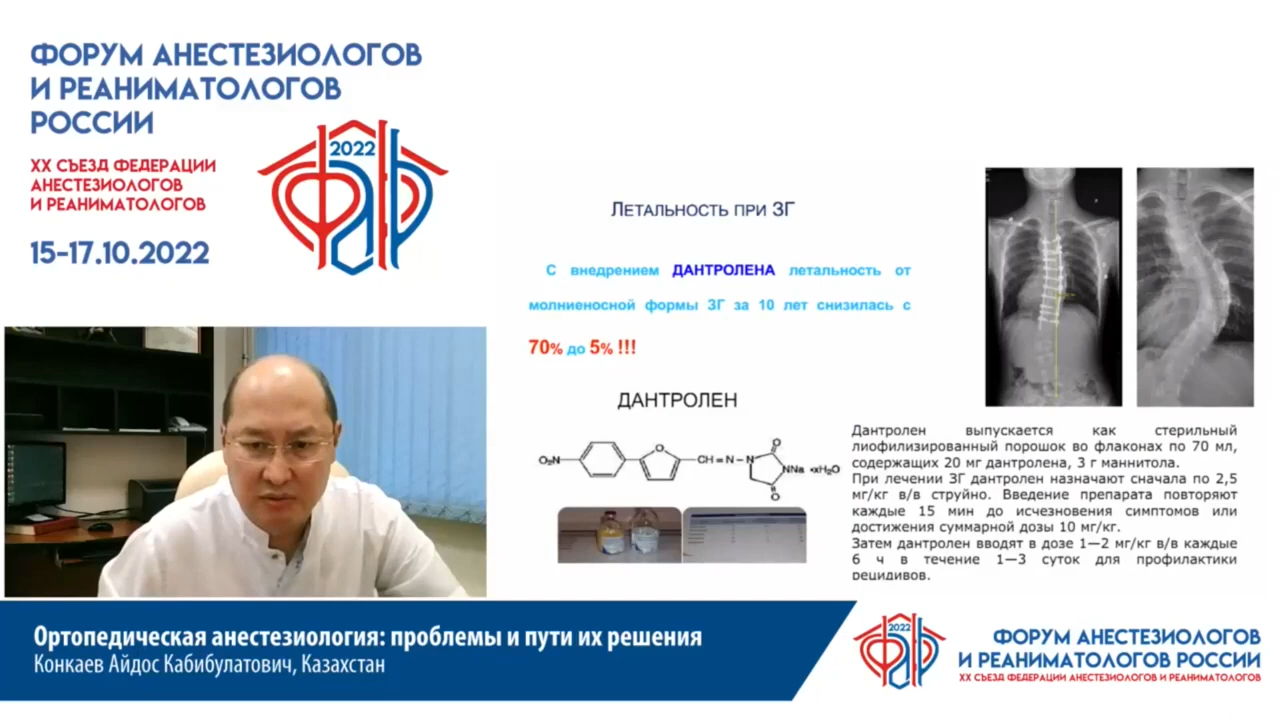 ФОРУМ АНЕСТЕЗИОЛОГОВ
И РЕАНИМАТОЛОГОВ
РОССИИ
XX СЪЕЗД ФЕДЕРАЦИИ
АНЕСТЕЗИОЛОГОВ
И РЕАНИМАТОЛОГОВ
15-17.10.2022
2022
ФАР
ЛЕТАЛЬНОСТЬ ПРИ ЗГ
С внедрением ДАНТРОЛЕНА летальность от
молниеносной формы ЗГ за 10 лет снизилась с
70% до 5% !!!
ДАНТРОЛЕН
O₂N
O
CH=N-N
O
NNa •xH₂O
O
Дантролен выпускается как стерильный
лиофилизированный порошок во флаконах по 70 мл,
содержащих 20 мг дантролена, 3 г маннитола.
При лечении ЗГ дантролен назначают сначала по 2,5
мг/кг в/в струйно. Введение препарата повторяют
каждые 15 мин до исчезновения симптомов или
достижения суммарной дозы 10 мг/кг.
Затем дантролен вводят в дозе 1—2 мг/кг в/в каждые
6 ч в течение 1—3 суток для профилактики
рецидивов.
Ортопедическая анестезиология: проблемы и пути их решения
Конкаев Айдос Кабибулатович, Казахстан
2022
ФАР
ФОРУМ АНЕСТЕЗИОЛОГОВ
И РЕАНИМАТОЛОГОВ РОССИИ
XX СЪЕЗД ФЕДЕРАЦИИ АНЕСТЕЗИОЛОГОВ И РЕАНИМАТОЛОГОВ